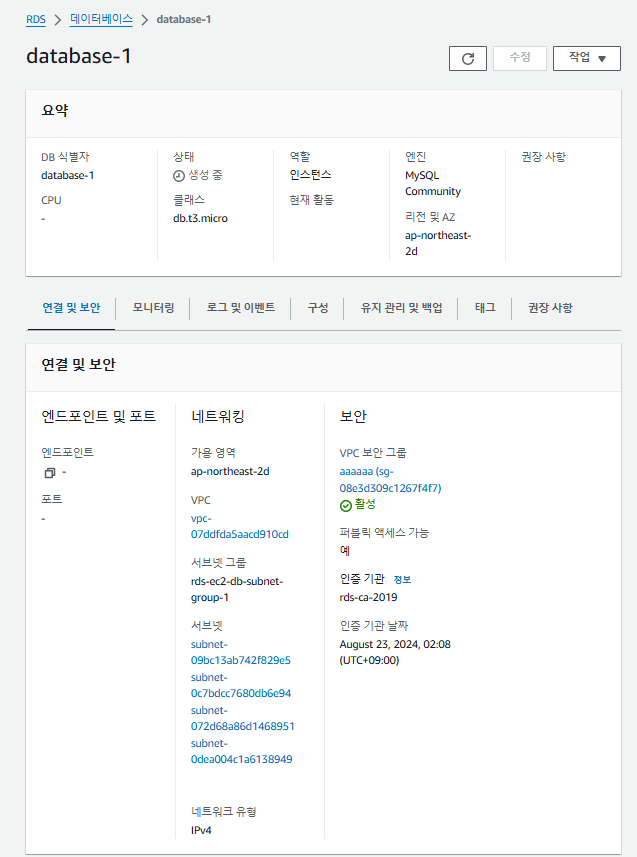 RDS > 데이터베이스 > database-1
database-1
수정
작업
요약
DB 식별자
database-1
CPU
-
상태
생성 중
클래스
db.t3.micro
역할
인스턴스
현재 활동
엔진
MySQL
Community
리전 및 AZ
ap-northeast-
2d
권장 사항
연결 및 보안
모니터링
로그 및 이벤트
구성
유지 관리 및 백업
태그
권장 사항
연결 및 보안
엔드포인트 및 포트
엔드포인트
-
포트
-
네트워킹
가용 영역
ap-northeast-2d
VPC
vpc-
07ddfda5aacd910cd
서브넷 그룹
rds-ec2-db-subnet-
group-1
서브넷
subnet-
09bc13ab742f829e5
subnet-
0c7bdcc7680db6e94
subnet-
072d68a86d1468951
subnet-
0dea004c1a6138949
네트워크 유형
IPv4
보안
VPC 보안 그룹
aaaaaa (sg-
08e3d309c1267f4f7)
활성
퍼블릭 액세스 가능
예
인증 기관 정보
rds-ca-2019
인증 기관 날짜
August 23, 2024, 02:08
(UTC+09:00)